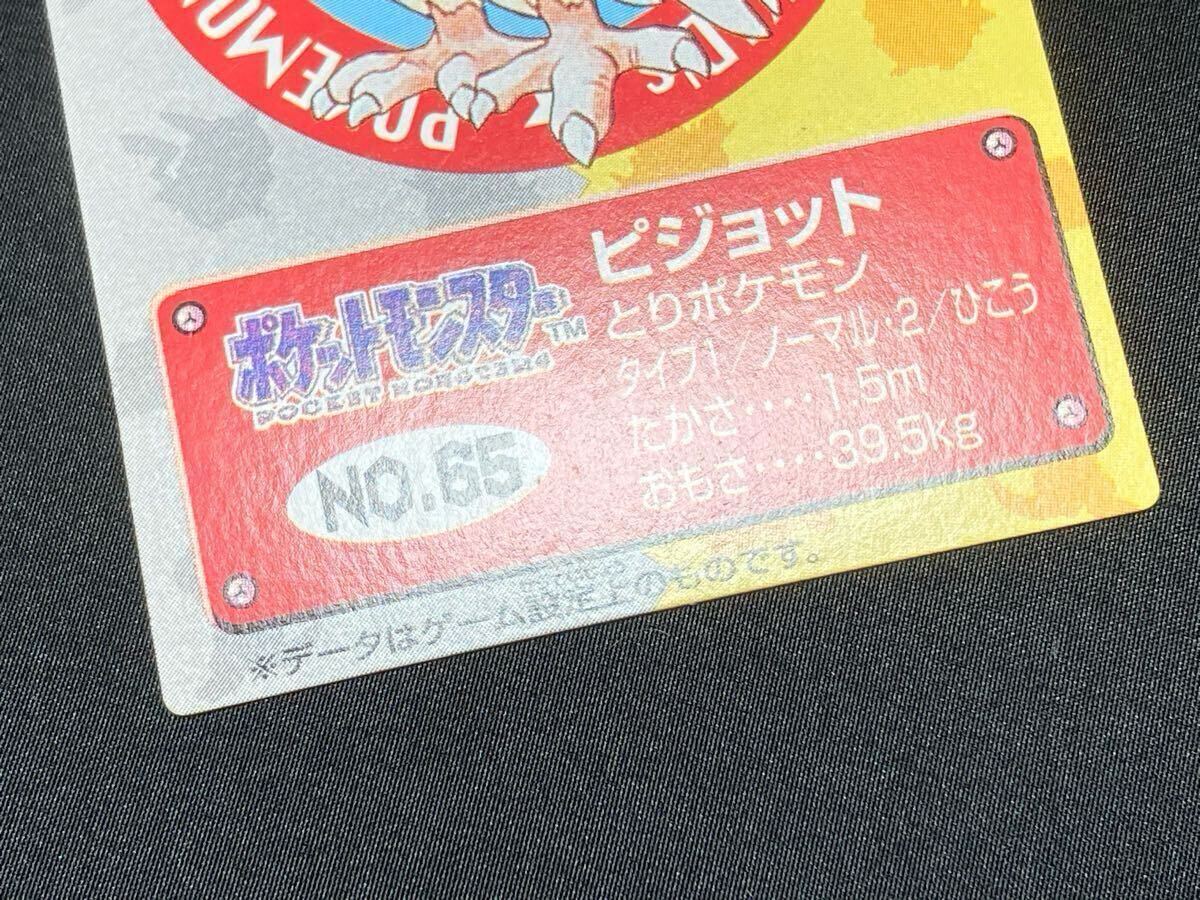 POKEMON
ピジョット
とりポケモン
タイプ1/ノーマル・2/ひこう
たかさ‥‥1.5m
おもさ‥‥39.5kg
ポケットモンスター
TM
POCKET MONSTERS
NO.65
※データはゲーム設定上のものです。